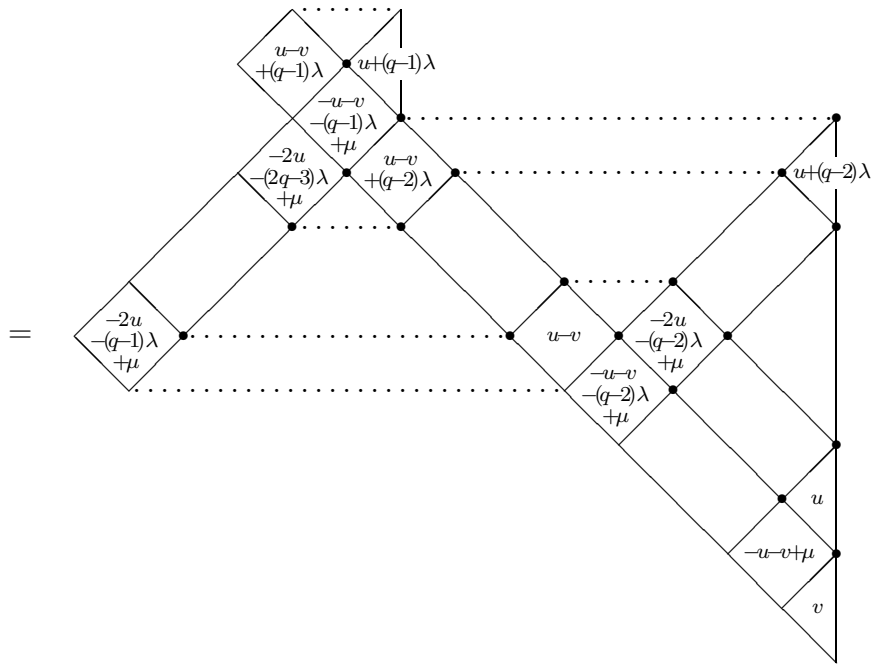 u–v
+(q–1)λ
u+(q–1)λ
–u–v
–(q–1)λ
+μ
–2u
–(2q–3)λ
+μ
u–v
+(q–2)λ
u+(q–2)λ
=
–2u
–(q–1)λ
+μ
u–v
–2u
–(q–2)λ
+μ
–u–v
–(q–2)λ
+μ
u
–u–v+μ
v